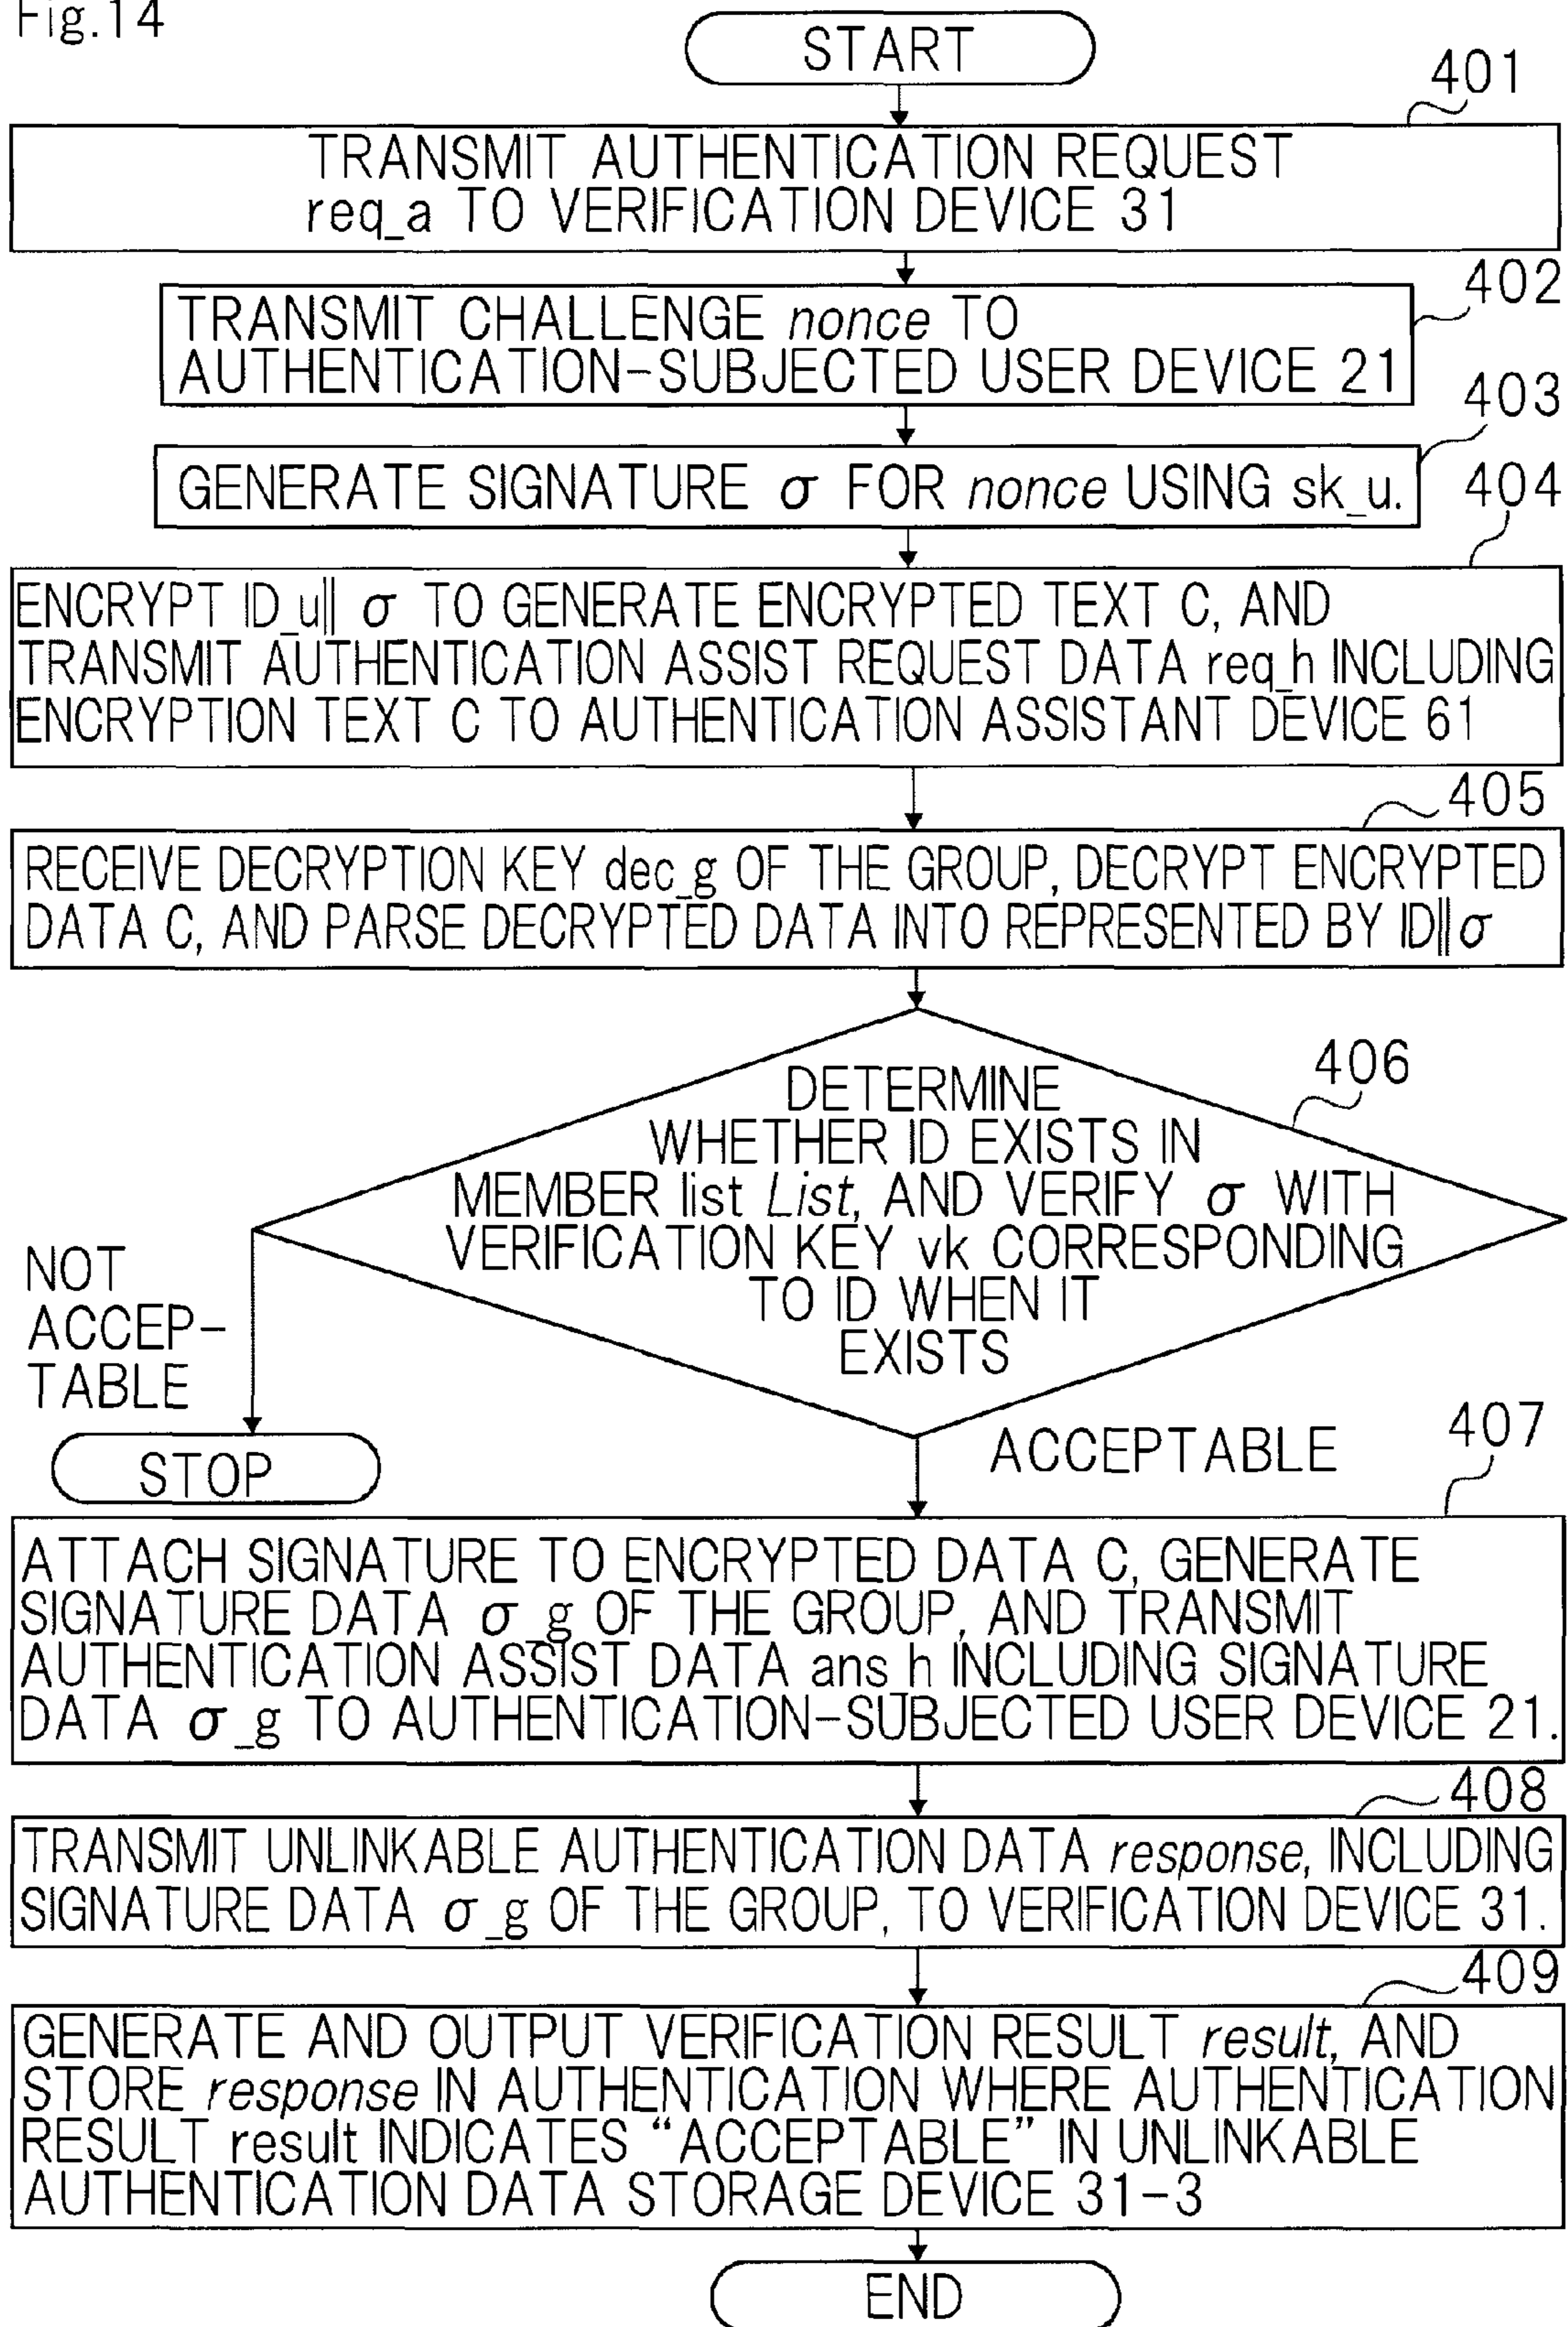 Fig.14
START
401
TRANSMIT AUTHENTICATION REQUEST
req_a TO VERIFICATION DEVICE 31
402
TRANSMIT CHALLENGE nonce TO
AUTHENTICATION-SUBJECTED USER DEVICE 21
403
GENERATE SIGNATURE σ FOR nonce USING sk_u.
404
ENCRYPT ID_u|| σ TO GENERATE ENCRYPTED TEXT C, AND
TRANSMIT AUTHENTICATION ASSIST REQUEST DATA req_h INCLUDING
ENCRYPTION TEXT C TO AUTHENTICATION ASSISTANT DEVICE 61
405
RECEIVE DECRYPTION KEY dec_g OF THE GROUP, DECRYPT ENCRYPTED
DATA C, AND PARSE DECRYPTED DATA INTO REPRESENTED BY ID||σ
406
DETERMINE
WHETHER ID EXISTS IN
MEMBER list List, AND VERIFY σ WITH
VERIFICATION KEY vk CORRESPONDING
TO ID WHEN IT
EXISTS
NOT
ACCEP-
TABLE
STOP
ACCEPTABLE
407
ATTACH SIGNATURE TO ENCRYPTED DATA C, GENERATE
SIGNATURE DATA σ_g OF THE GROUP, AND TRANSMIT
AUTHENTICATION ASSIST DATA ans_h INCLUDING SIGNATURE
DATA σ_g TO AUTHENTICATION-SUBJECTED USER DEVICE 21.
408
TRANSMIT UNLINKABLE AUTHENTICATION DATA response, INCLUDING
SIGNATURE DATA σ_g OF THE GROUP, TO VERIFICATION DEVICE 31.
409
GENERATE AND OUTPUT VERIFICATION RESULT result, AND
STORE response IN AUTHENTICATION WHERE AUTHENTICATION
RESULT result INDICATES “ACCEPTABLE” IN UNLINKABLE
AUTHENTICATION DATA STORAGE DEVICE 31-3
END